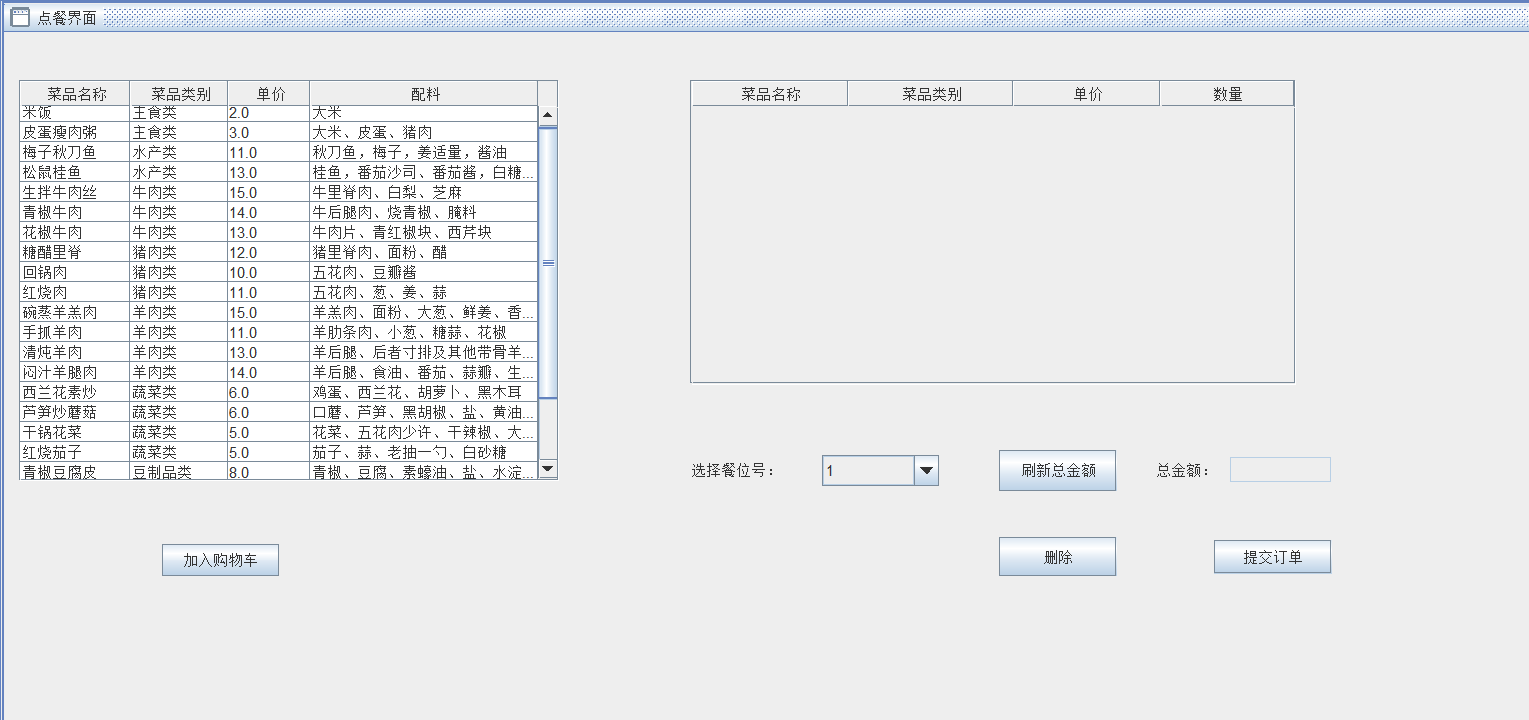 点餐界面
菜品名称 菜品类别 单价 配料
米饭 主食类 2.0 大米
皮蛋瘦肉粥 主食类 3.0 大米、皮蛋、猪肉
梅子秋刀鱼 水产类 11.0 秋刀鱼，梅子，姜适量，酱油
松鼠桂鱼 水产类 13.0 桂鱼，番茄沙司、番茄酱，白糖...
生拌牛肉丝 牛肉类 15.0 牛里脊肉、白梨、芝麻
青椒牛肉 牛肉类 14.0 牛后腿肉、烧青椒、腌料
花椒牛肉 牛肉类 13.0 牛肉片、青红椒块、西芹块
糖醋里脊 猪肉类 12.0 猪里脊肉、面粉、醋
回锅肉 猪肉类 10.0 五花肉、豆瓣酱
红烧肉 猪肉类 11.0 五花肉、葱、姜、蒜
碗蒸羊羔肉 羊肉类 15.0 羊羔肉、面粉、大葱、鲜姜、香...
手抓羊肉 羊肉类 11.0 羊肋条肉、小葱、糖蒜、花椒
清炖羊肉 羊肉类 13.0 羊后腿、后者寸排及其他带骨羊...
闷汁羊腿肉 羊肉类 14.0 羊后腿、食油、番茄、蒜瓣、生...
西兰花素炒 蔬菜类 6.0 鸡蛋、西兰花、胡萝卜、黑木耳
芦笋炒蘑菇 蔬菜类 6.0 口蘑、芦笋、黑胡椒、盐、黄油...
干锅花菜 蔬菜类 5.0 花菜、五花肉少许、干辣椒、大...
红烧茄子 蔬菜类 5.0 茄子、蒜、老抽一勺、白砂糖
青椒豆腐皮 豆制品类 8.0 青椒、豆腐、素蠔油、盐、水淀...
加入购物车
菜品名称 菜品类别 单价 数量
选择餐位号： 1 刷新总金额 总金额：
删除 提交订单